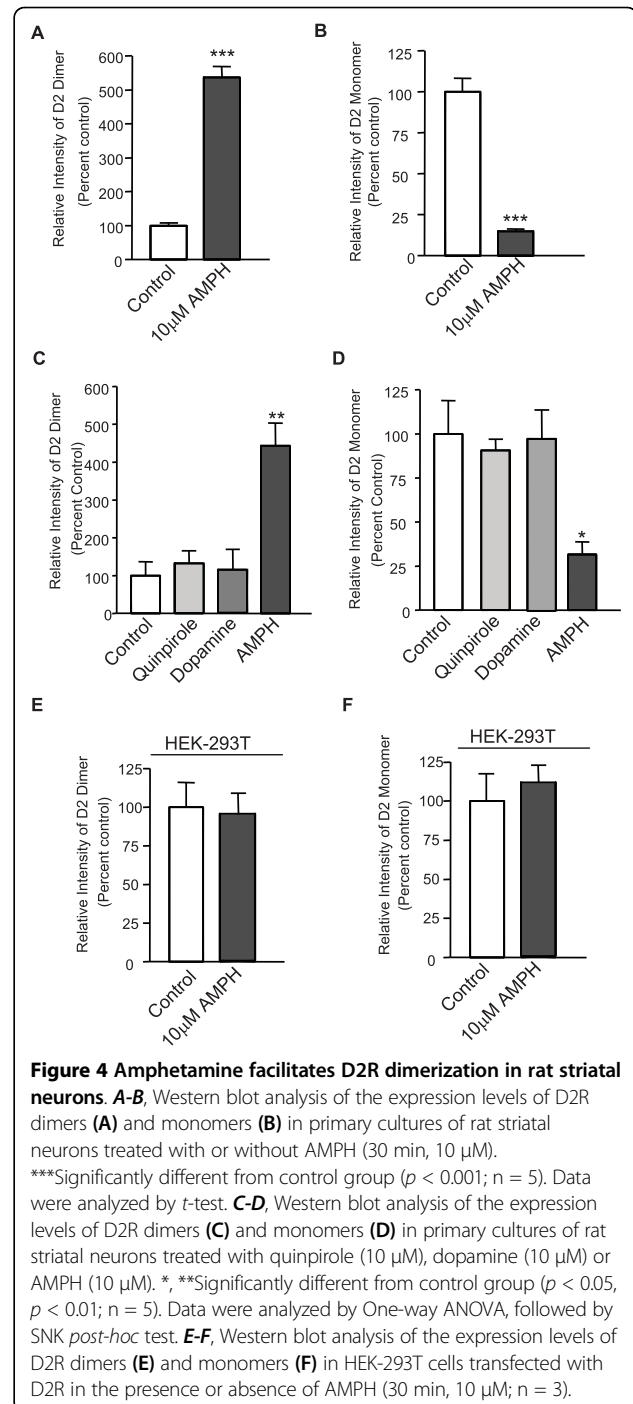 A
Relative Intensity of D2 Dimer
(Percent control)
600
500
400
300
200
100
0
***
Control
10µM AMPH
B
Relative Intensity of D2 Monomer
(Percent control)
125
100
75
50
25
0
***
Control
10µM AMPH
C
Relative Intensity of D2 Dimer
(Percent Control)
600
500
400
300
200
100
0
**
Control
Quinpirole
Dopamine
AMPH
D
Relative Intensity of D2 Monomer
(Percent Control)
125
100
75
50
25
0
*
Control
Quinpirole
Dopamine
AMPH
E
HEK-293T
Relative Intensity of D2 Dimer
(Percent control)
125
100
75
50
25
0
Control
10µM AMPH
F
HEK-293T
Relative Intensity of D2 Monomer
(Percent control)
125
100
75
50
25
0
Control
10µM AMPH
Figure 4 Amphetamine facilitates D2R dimerization in rat striatal
neurons. A-B, Western blot analysis of the expression levels of D2R
dimers (A) and monomers (B) in primary cultures of rat striatal
neurons treated with or without AMPH (30 min, 10 µM).
***Significantly different from control group (p < 0.001; n = 5). Data
were analyzed by t-test. C-D, Western blot analysis of the expression
levels of D2R dimers (C) and monomers (D) in primary cultures of rat
striatal neurons treated with quinpirole (10 µM), dopamine (10 µM) or
AMPH (10 µM). *, **Significantly different from control group (p < 0.05,
p < 0.01; n = 5). Data were analyzed by One-way ANOVA, followed by
SNK post-hoc test. E-F, Western blot analysis of the expression levels of
D2R dimers (E) and monomers (F) in HEK-293T cells transfected with
D2R in the presence or absence of AMPH (30 min, 10 µM; n = 3).